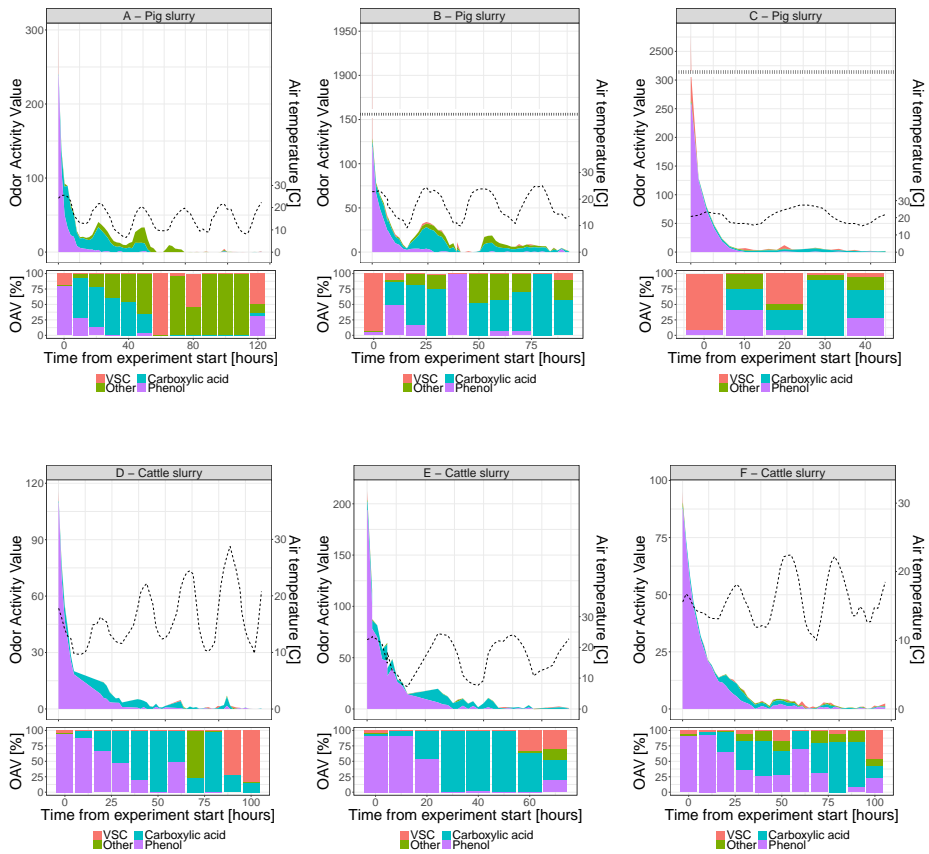 A – Pig slurry
Odor Activity Value
300
200
100
0
Air temperature [C]
30
20
10
0
OAV [%]
100
75
50
25
0
0 40 80 120
Time from experiment start [hours]
VSC Carboxylic acid
Other Phenol
B – Pig slurry
Odor Activity Value
1950
1900
150
100
50
0
Air temperature [C]
30
20
10
0
OAV [%]
100
75
50
25
0
0 25 50 75
Time from experiment start [hours]
VSC Carboxylic acid
Other Phenol
C – Pig slurry
Odor Activity Value
2500
300
250
200
150
100
50
0
Air temperature [C]
30
20
10
0
OAV [%]
100
75
50
25
0
0 10 20 30 40
Time from experiment start [hours]
VSC Carboxylic acid
Other Phenol
D – Cattle slurry
Odor Activity Value
120
90
60
30
0
Air temperature [C]
30
20
10
0
OAV [%]
100
75
50
25
0
0 25 50 75 100
Time from experiment start [hours]
VSC Carboxylic acid
Other Phenol
E – Cattle slurry
Odor Activity Value
200
150
100
50
0
Air temperature [C]
30
20
10
0
OAV [%]
100
75
50
25
0
0 20 40 60
Time from experiment start [hours]
VSC Carboxylic acid
Other Phenol
F – Cattle slurry
Odor Activity Value
100
75
50
25
0
Air temperature [C]
30
20
10
0
OAV [%]
100
75
50
25
0
0 25 50 75 100
Time from experiment start [hours]
VSC Carboxylic acid
Other Phenol